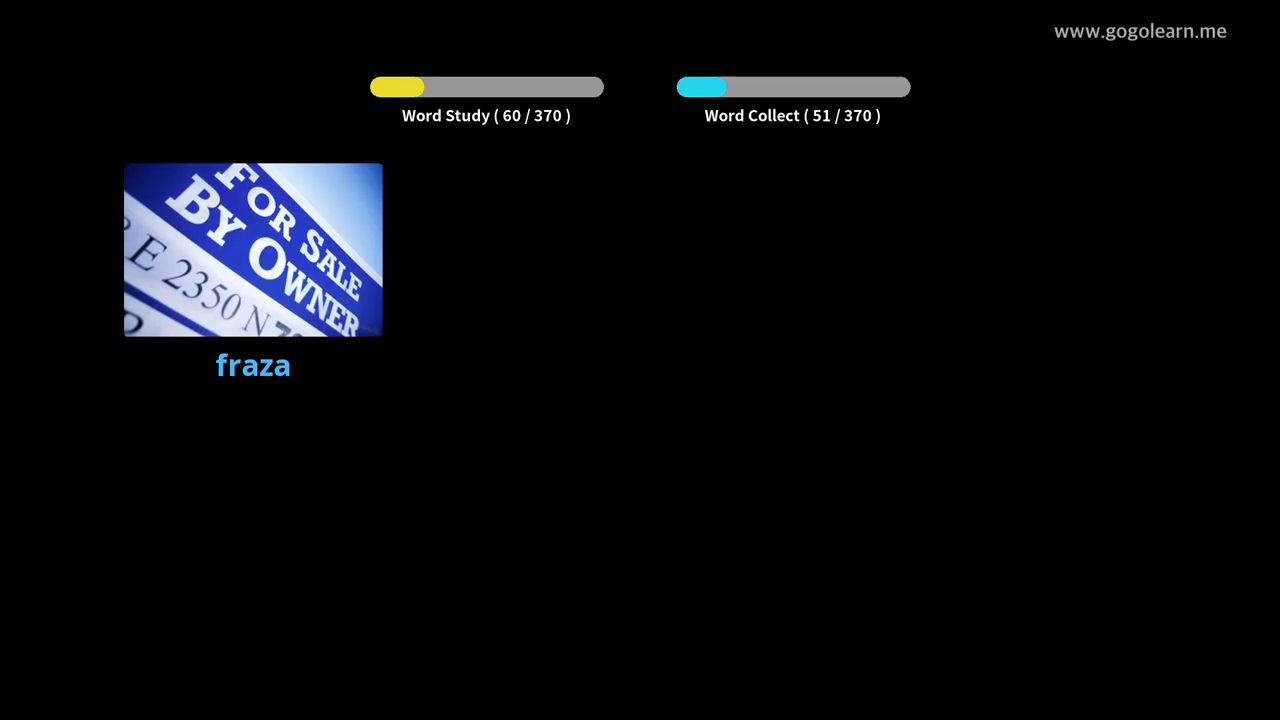 www.gogolearn.me
Word Study ( 60 / 370 )
Word Collect ( 51 / 370 )
FOR SALE
BY OWNER
E 2350 N
fraza